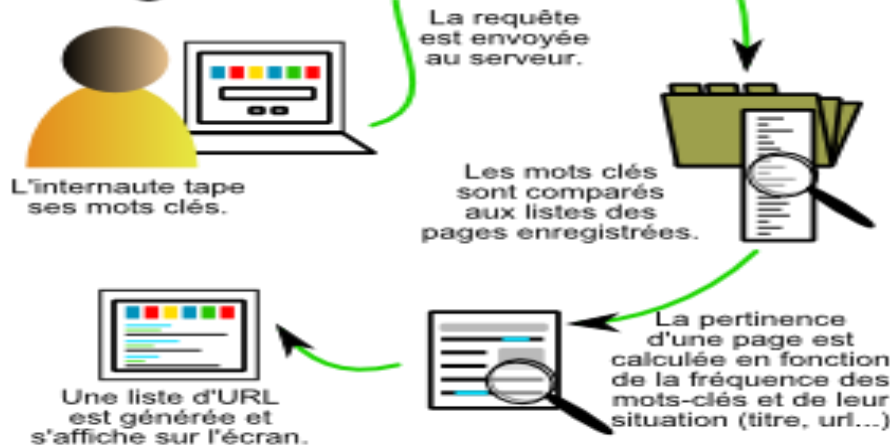 La requête
est envoyée
au serveur.
L'internaute tape
ses mots clés.
Les mots clés
sont comparés
aux listes des
pages enregistrées.
La pertinence
d'une page est
calculée en fonction
de la fréquence des
mots-clés et de leur
situation (titre, url...)
Une liste d'URL
est générée et
s'affiche sur l'écran.